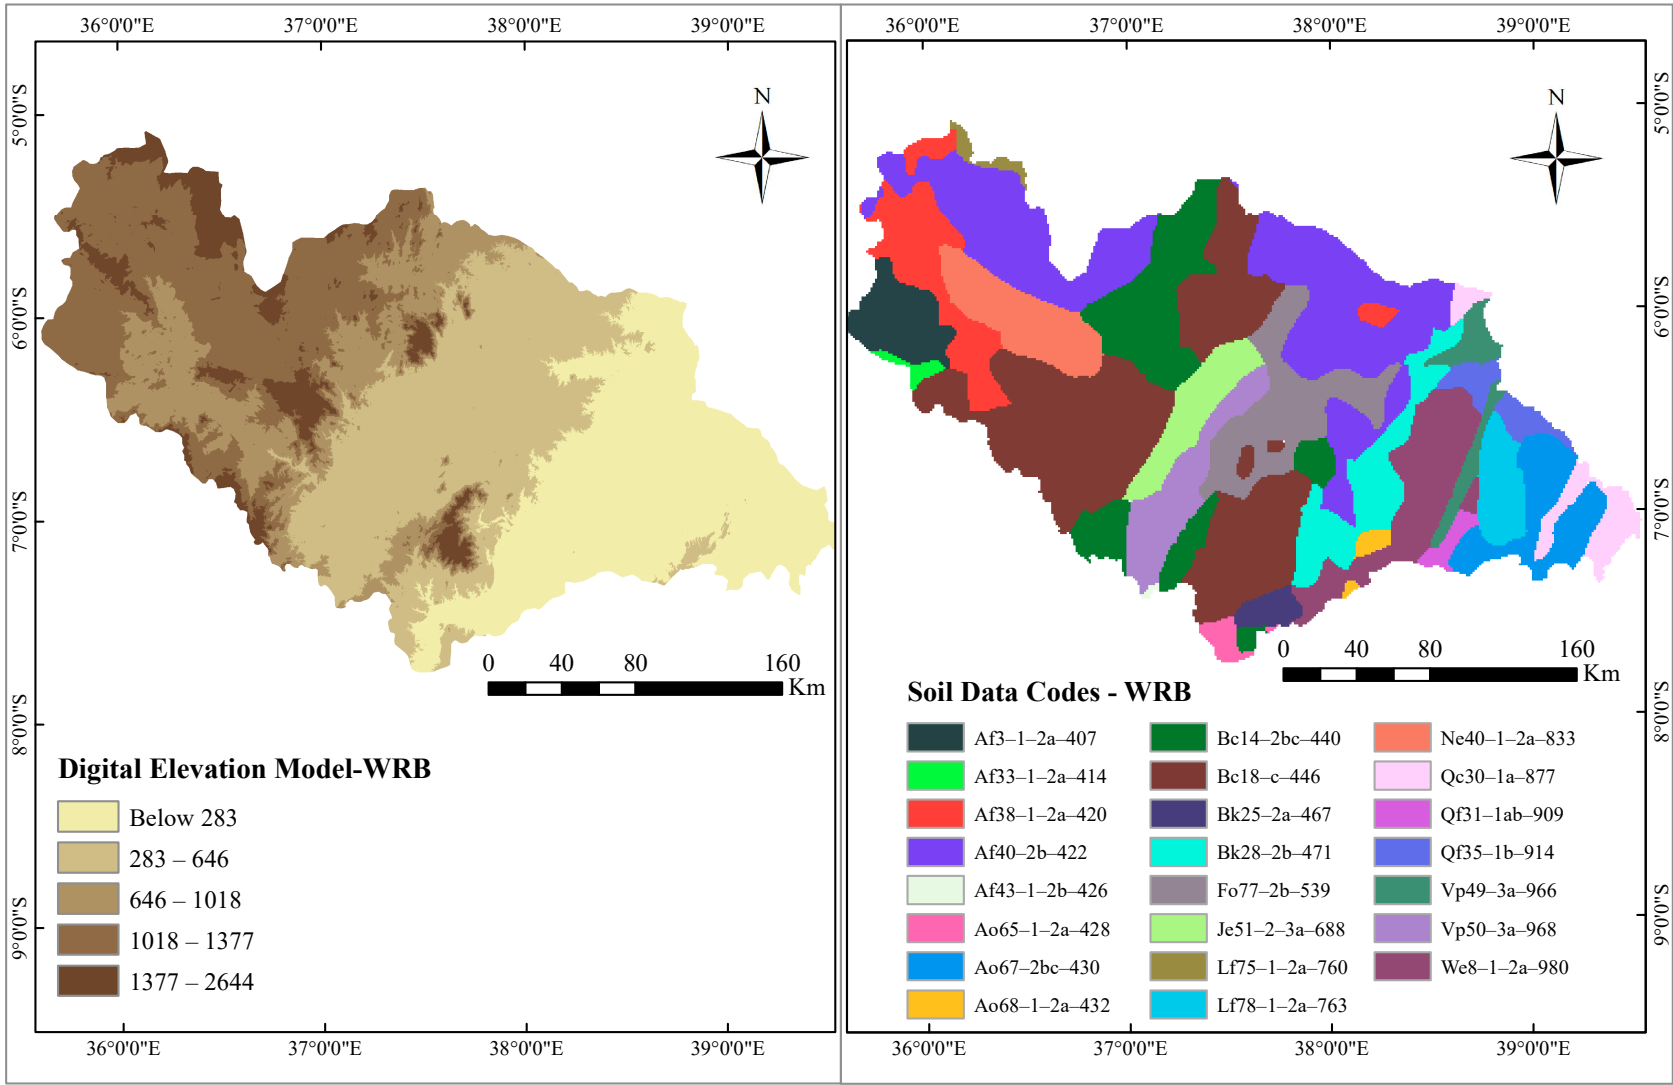 36°0'0"E 37°0'0"E 38°0'0"E 39°0'0"E
5°0'0"S
6°0'0"S
7°0'0"S
8°0'0"S
9°0'0"S
N
0 40 80 160
Km
Digital Elevation Model-WRB
Below 283
283 – 646
646 – 1018
1018 – 1377
1377 – 2644
36°0'0"E 37°0'0"E 38°0'0"E 39°0'0"E
36°0'0"E 37°0'0"E 38°0'0"E 39°0'0"E
N
5°0'0"S
6°0'0"S
7°0'0"S
8°0'0"S
9°0'0"S
0 40 80 160
Km
Soil Data Codes - WRB
Af3–1–2a–407
Af33–1–2a–414
Af38–1–2a–420
Af40–2b–422
Af43–1–2b–426
Ao65–1–2a–428
Ao67–2bc–430
Ao68–1–2a–432
Bc14–2bc–440
Bc18–c–446
Bk25–2a–467
Bk28–2b–471
Fo77–2b–539
Je51–2–3a–688
Lf75–1–2a–760
Lf78–1–2a–763
Ne40–1–2a–833
Qc30–1a–877
Qf31–1ab–909
Qf35–1b–914
Vp49–3a–966
Vp50–3a–968
We8–1–2a–980
36°0'0"E 37°0'0"E 38°0'0"E 39°0'0"E